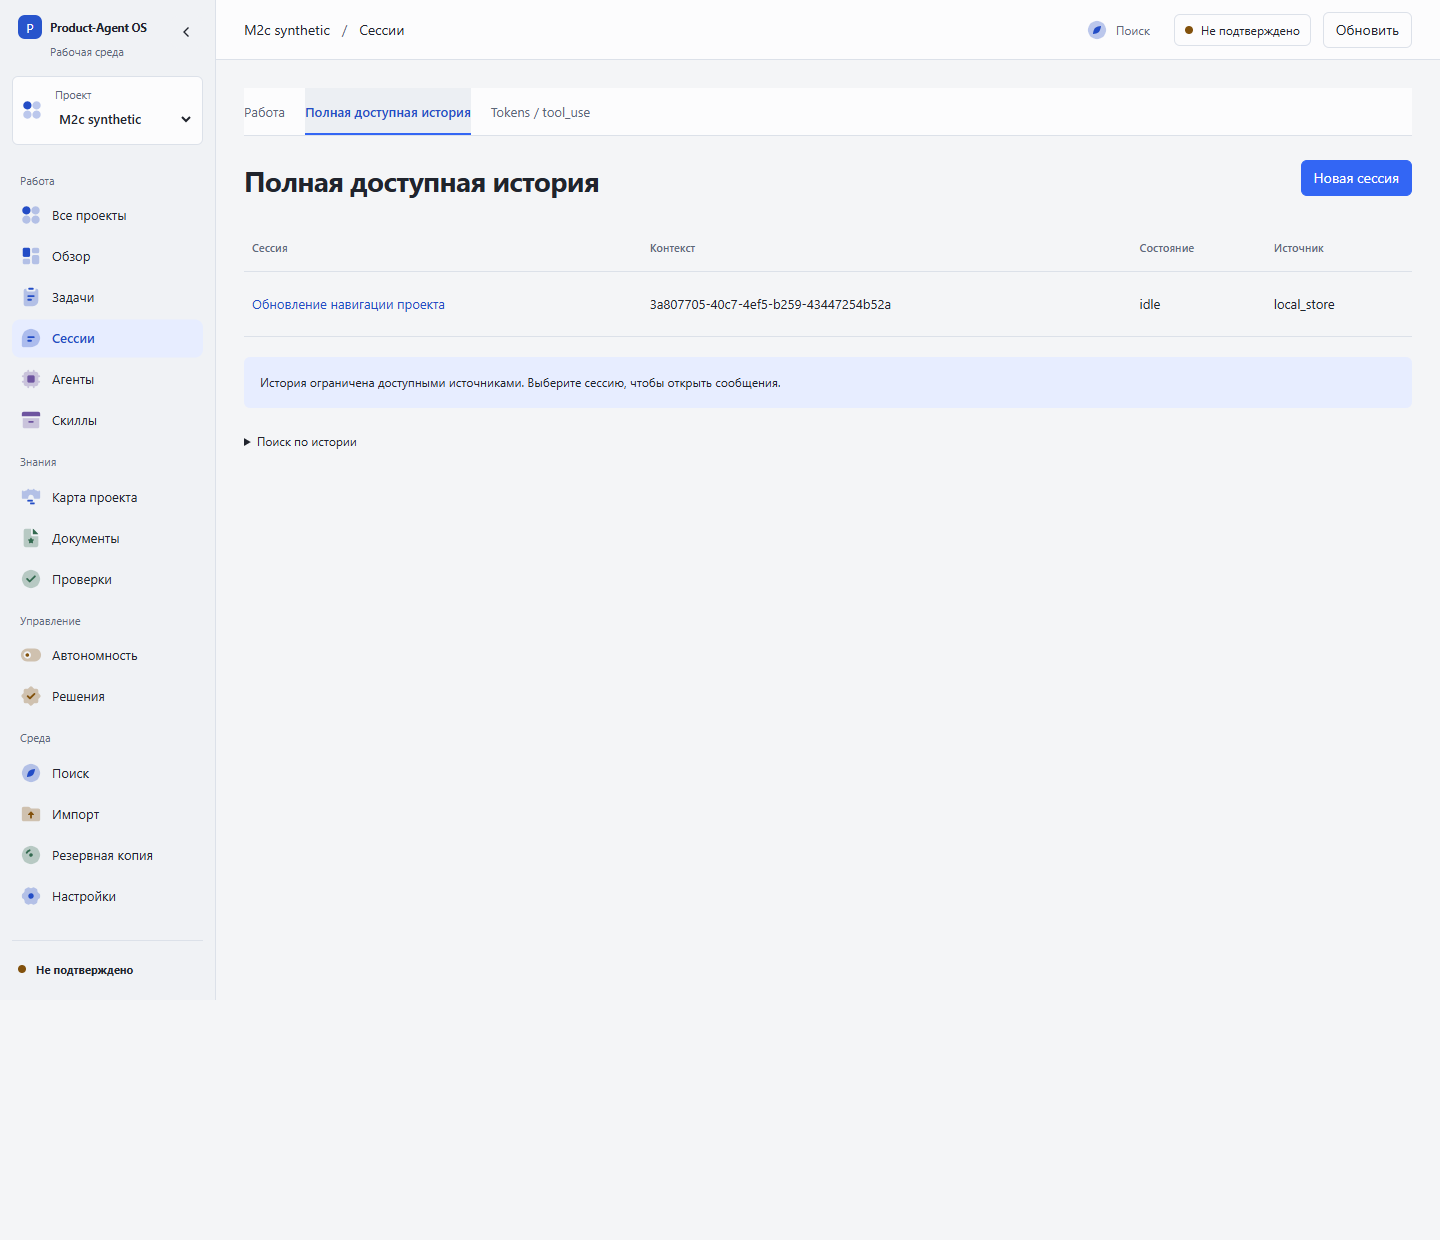 P Product-Agent OS
Рабочая среда
Проект
M2c synthetic
Работа
Все проекты
Обзор
Задачи
Сессии
Агенты
Скиллы
Знания
Карта проекта
Документы
Проверки
Управление
Автономность
Решения
Среда
Поиск
Импорт
Резервная копия
Настройки
Не подтверждено
M2c synthetic / Сессии
Поиск
Не подтверждено
Обновить
Работа
Полная доступная история
Tokens / tool_use
Полная доступная история
Новая сессия
Сессия Контекст Состояние Источник
Обновление навигации проекта 3a807705-40c7-4ef5-b259-43447254b52a idle local_store
История ограничена доступными источниками. Выберите сессию, чтобы открыть сообщения.
Поиск по истории